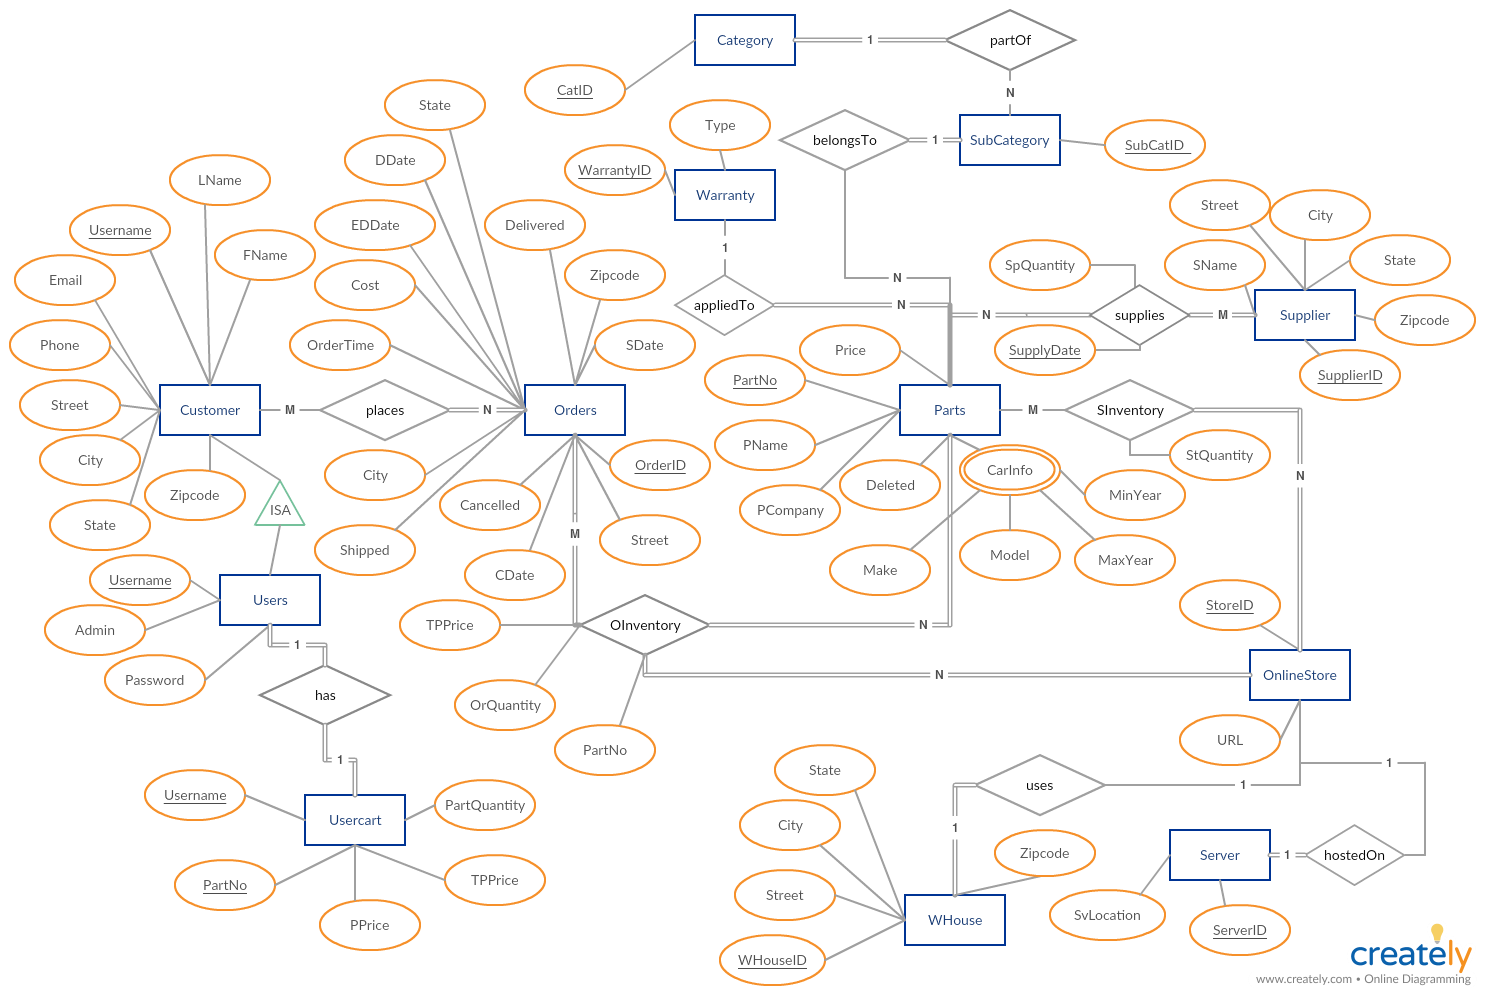 Category
1
partOf
CatID
N
State
Type
belongsTo
1
SubCategory
SubCatID
DDate
WarrantyID
Warranty
LName
Street
City
Username
EDDate
Delivered
FName
1
SpQuantity
SName
State
Email
Cost
Zipcode
N
appliedTo
N
N
supplies
M
Supplier
Zipcode
Phone
OrderTime
SDate
Price
SupplyDate
PartNo
SupplierID
Street
Customer
M
places
N
Orders
Parts
M
SInventory
PName
StQuantity
City
City
OrderID
CarInfo
N
Zipcode
Deleted
MinYear
State
ISA
Cancelled
PCompany
Shipped
M
Street
Model
MaxYear
Username
CDate
Make
Users
StoreID
Admin
TPPrice
OInventory
N
1
Password
has
N
OnlineStore
OrQuantity
PartNo
URL
1
State
1
Username
PartQuantity
uses
1
Usercart
City
1
Zipcode
Server
1
hostedOn
PartNo
TPPrice
Street
PPrice
WHouse
SvLocation
ServerID
WHouseID
creately
www.creately.com • Online Diagramming